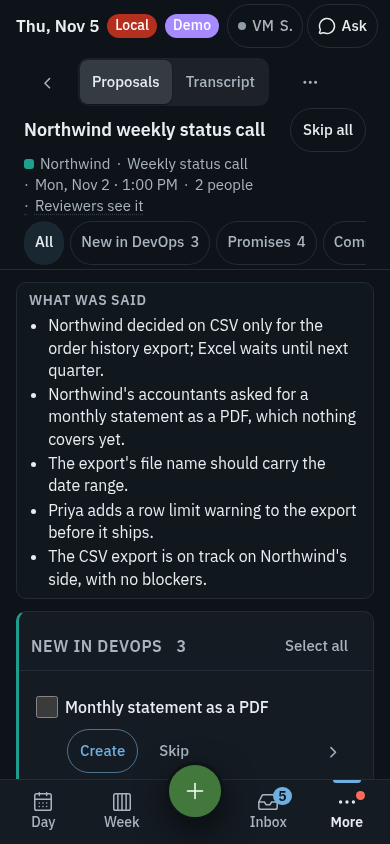 Thu, Nov 5 Local Demo VM S. Ask
Proposals Transcript
Northwind weekly status call Skip all
Northwind · Weekly status call
· Mon, Nov 2 · 1:00 PM · 2 people
· Reviewers see it
All New in DevOps 3 Promises 4 Com
WHAT WAS SAID
• Northwind decided on CSV only for the
order history export; Excel waits until next
quarter.
• Northwind's accountants asked for a
monthly statement as a PDF, which nothing
covers yet.
• The export's file name should carry the
date range.
• Priya adds a row limit warning to the export
before it ships.
• The CSV export is on track on Northwind's
side, with no blockers.
NEW IN DEVOPS 3 Select all
Monthly statement as a PDF
Create Skip
Day Week Inbox 5 More